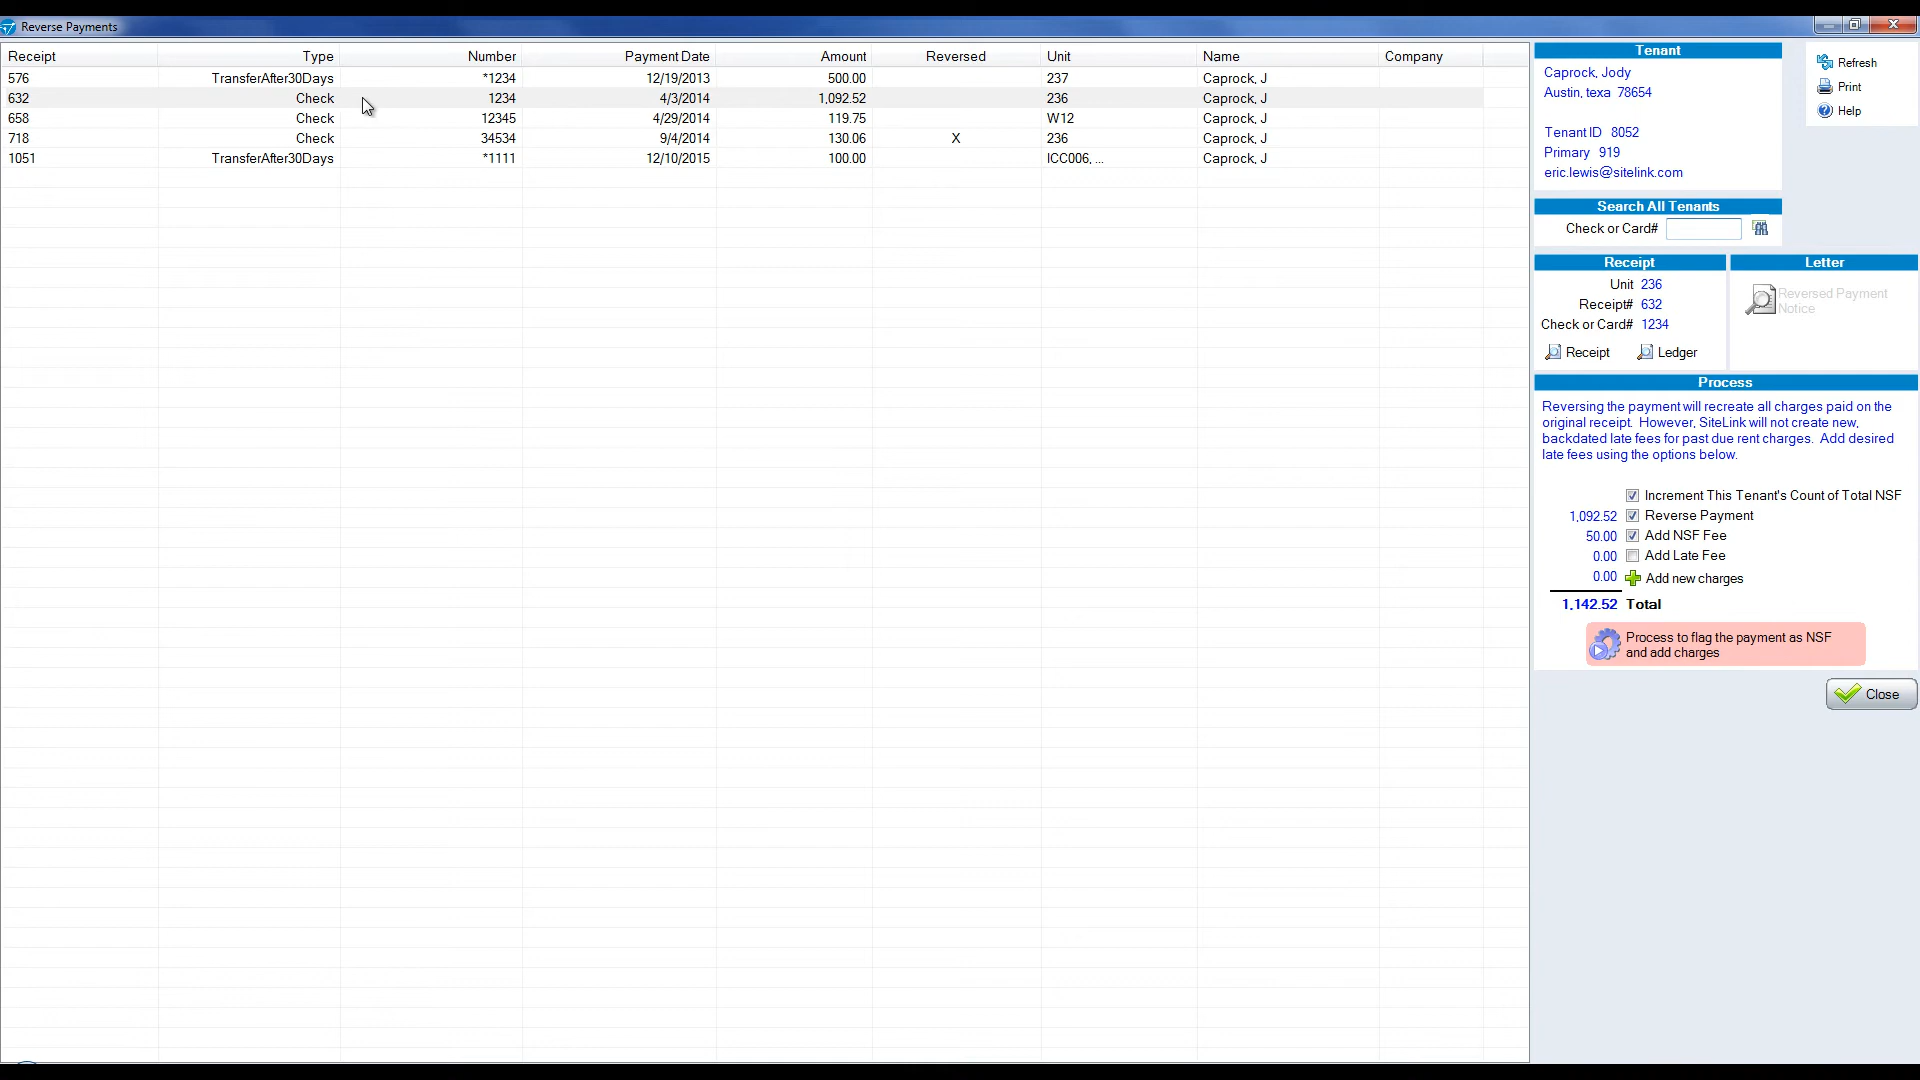 Reverse Payments
Receipt Type Number Payment Date Amount Reversed Unit Name Company
576 TransferAfter30Days *1234 12/19/2013 500.00 237 Caprock, J
632 Check 1234 4/3/2014 1,092.52 236 Caprock, J
658 Check 12345 4/29/2014 119.75 W12 Caprock, J
718 Check 34534 9/4/2014 130.06 X 236 Caprock, J
1051 TransferAfter30Days *1111 12/10/2015 100.00 ICC006, ... Caprock, J
Tenant
Caprock, Jody
Austin, texa 78654
Tenant ID 8052
Primary 919
eric.lewis@sitelink.com
Refresh
Print
Help
Search All Tenants
Check or Card#
Receipt
Unit 236
Receipt# 632
Check or Card# 1234
Receipt Ledger
Letter
Reversed Payment
Notice
Process
Reversing the payment will recreate all charges paid on the
original receipt. However, SiteLink will not create new,
backdated late fees for past due rent charges. Add desired
late fees using the options below.
Increment This Tenant's Count of Total NSF
1,092.52 Reverse Payment
50.00 Add NSF Fee
0.00 Add Late Fee
0.00 Add new charges
1,142.52 Total
Process to flag the payment as NSF
and add charges
Close